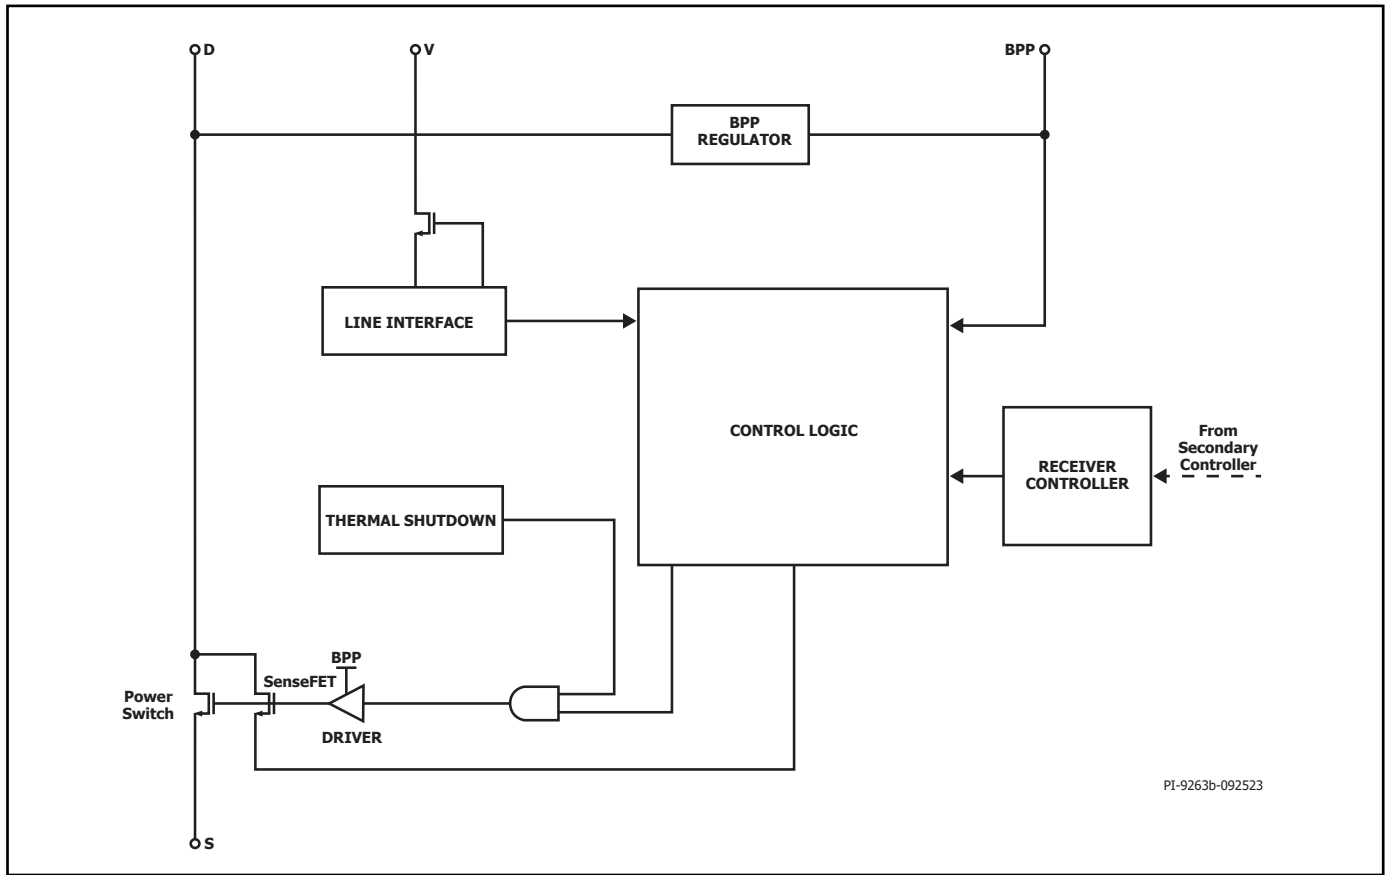 D
V
BPP
BPP
REGULATOR
LINE INTERFACE
CONTROL LOGIC
From
Secondary
Controller
RECEIVER
CONTROLLER
THERMAL SHUTDOWN
BPP
SenseFET
Power
Switch
DRIVER
PI-9263b-092523
S